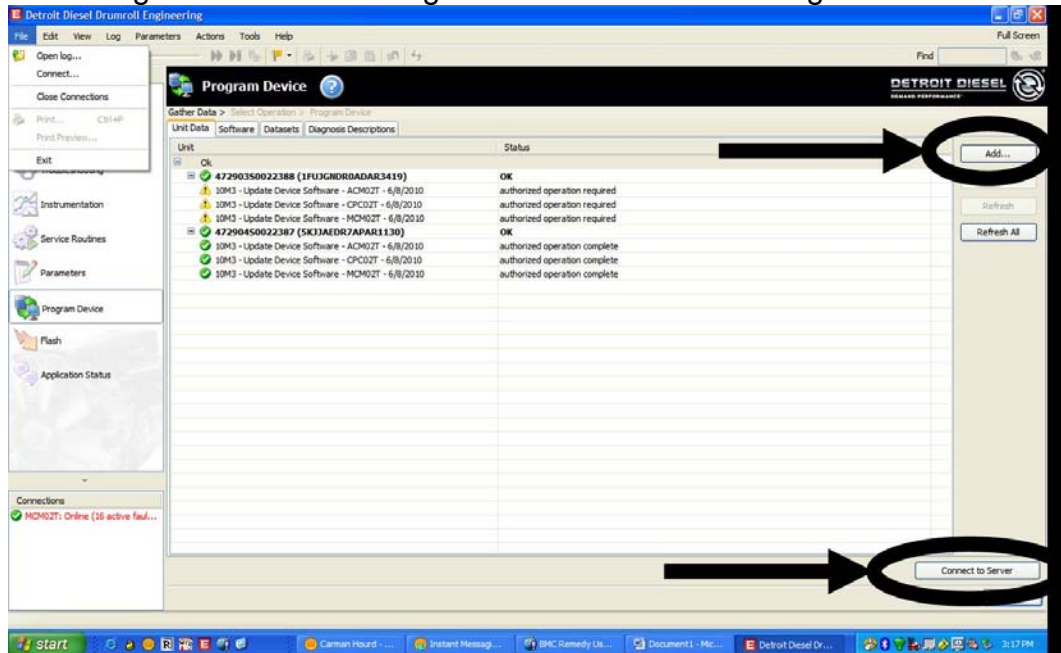 Detroit Diesel Drumroll Engineering
File Edit View Log Parameters Actions Tools Help Full Screen
Open log...
Connect...
Close Connections
Print... Ctrl+P
Print Preview...
Exit
Find
Program Device
DETROIT DIESEL
DEMAND PERFORMANCE
Gather Data > Select Operation > Program Device
Unit Data Software Datasets Diagnosis Descriptions
Unit Status
Ok
47290350022388 (1FUJGNDR0ADAR3419) OK
10M3 - Update Device Software - ACM02T - 6/8/2010 authorized operation required
10M3 - Update Device Software - CPC02T - 6/8/2010 authorized operation required
10M3 - Update Device Software - MCM02T - 6/8/2010 authorized operation required
47290450022387 (5KJJAEDR7APAR1130) OK
10M3 - Update Device Software - ACM02T - 6/8/2010 authorized operation complete
10M3 - Update Device Software - CPC02T - 6/8/2010 authorized operation complete
10M3 - Update Device Software - MCM02T - 6/8/2010 authorized operation complete
Add...
Refresh
Refresh All
Instrumentation
Service Routines
Parameters
Program Device
Flash
Application Status
Connections
MCM02T: Online (16 active faul...
Connect to Server
start Carman Hourd - ... Instant Messagi... BMC Remedy Us... Document1 - Mic... Detroit Diesel Dr... 3:17 PM